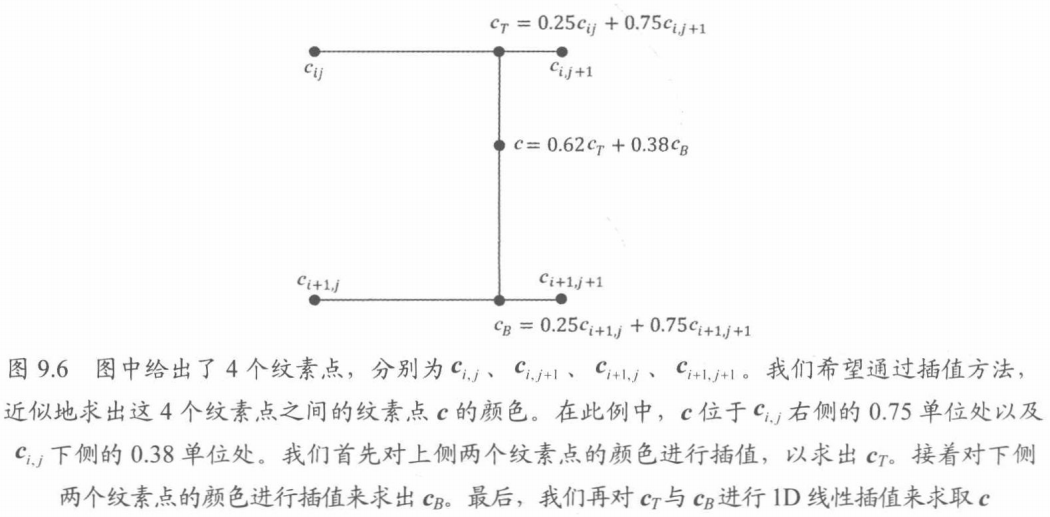 c_T = 0.25c_{ij} + 0.75c_{i,j+1}
c_{ij} c_{i,j+1}
c = 0.62c_T + 0.38c_B
c_{i+1,j} c_{i+1,j+1}
c_B = 0.25c_{i+1,j} + 0.75c_{i+1,j+1}
图 9.6 图中给出了 4 个纹素点，分别为 c_{i,j}、c_{i,j+1}、c_{i+1,j}、c_{i+1,j+1}。我们希望通过插值方法，
近似地求出这 4 个纹素点之间的纹素点 c 的颜色。在此例中，c 位于 c_{i,j} 右侧的 0.75 单位处以及
c_{i,j} 下侧的 0.38 单位处。我们首先对上侧两个纹素点的颜色进行插值，以求出 c_T。接着对下侧
两个纹素点的颜色进行插值来求出 c_B。最后，我们再对 c_T 与 c_B 进行 1D 线性插值来求取 c